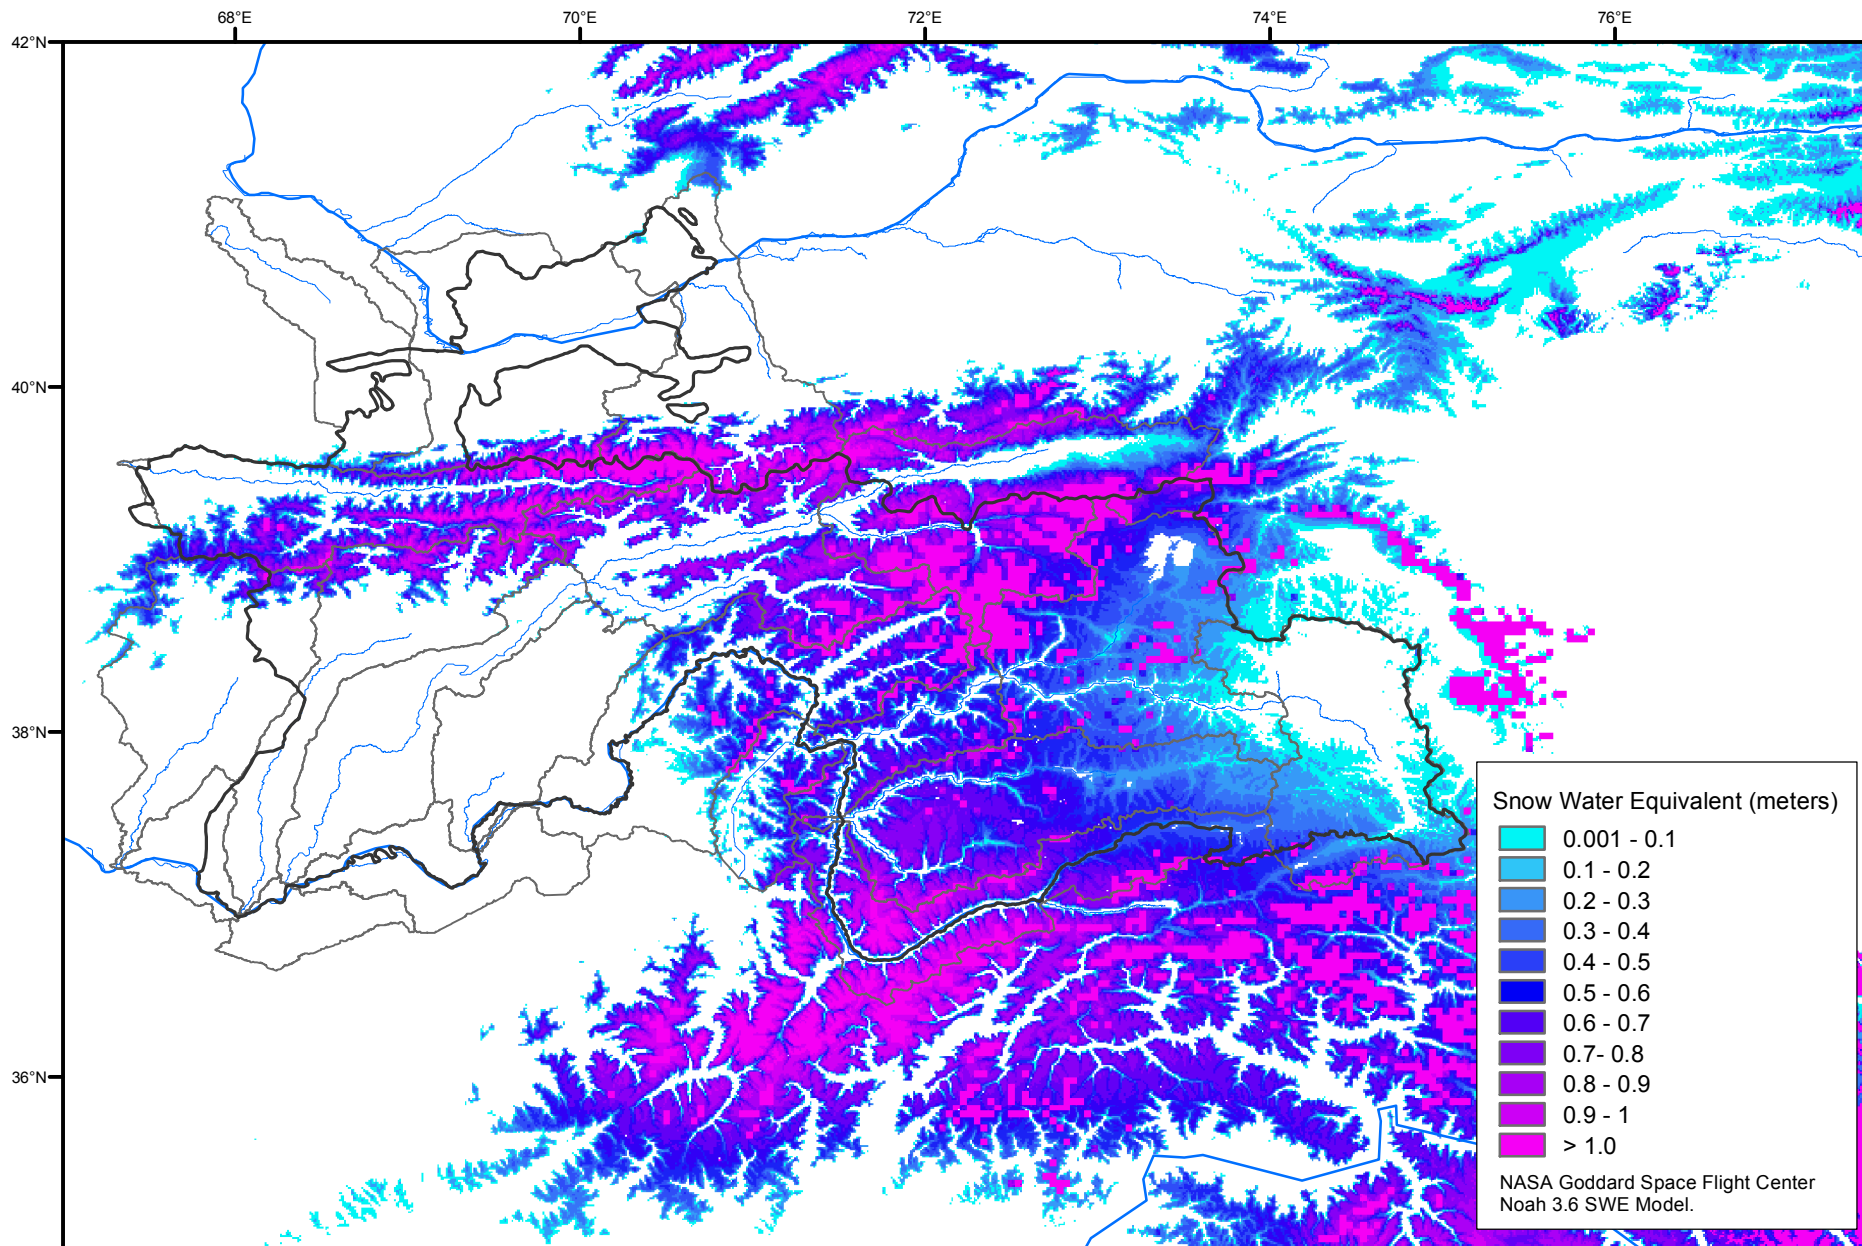 68°E
70°E
72°E
74°E
76°E
42°N
40°N
38°N
36°N
Snow Water Equivalent (meters)
0.001 - 0.1
0.1 - 0.2
0.2 - 0.3
0.3 - 0.4
0.4 - 0.5
0.5 - 0.6
0.6 - 0.7
0.7- 0.8
0.8 - 0.9
0.9 - 1
> 1.0
NASA Goddard Space Flight Center
Noah 3.6 SWE Model.